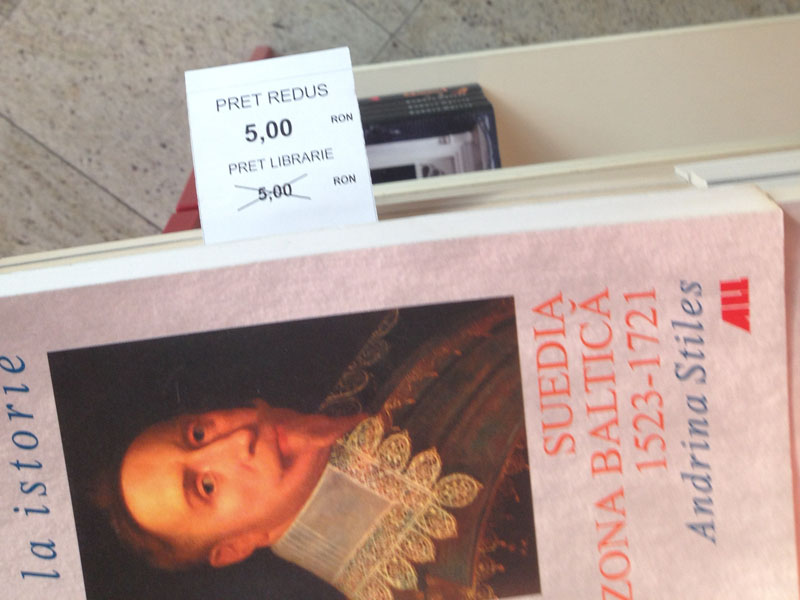 PRET REDUS
5,00 RON
PRET LIBRARIE
5,00 RON
la istorie
SUEDIA
ZONA BALTICĂ
1523-1721
Andrina Stiles
ALL